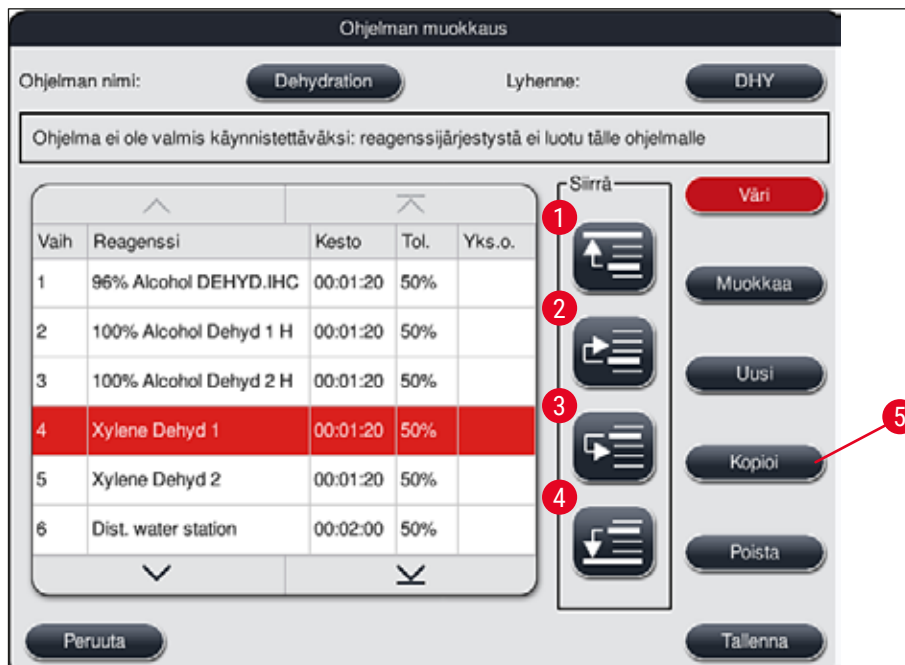 Ohjelman muokkaus
Ohjelman nimi: Dehydration Lyhenne: DHY
Ohjelma ei ole valmis käynnistettäväksi: reagenssijärjestystä ei luotu tälle ohjelmalle
Siirrä
Väri
1
Vaih Reagenssi Kesto Tol. Yks.o.
1 96% Alcohol DEHYD.IHC 00:01:20 50%
Muokkaa
2
2 100% Alcohol Dehyd 1 H 00:01:20 50%
3 100% Alcohol Dehyd 2 H 00:01:20 50%
Uusi
3
4 Xylene Dehyd 1 00:01:20 50%
5
Kopioi
5 Xylene Dehyd 2 00:01:20 50%
4
6 Dist. water station 00:02:00 50%
Poista
Peruuta Tallenna